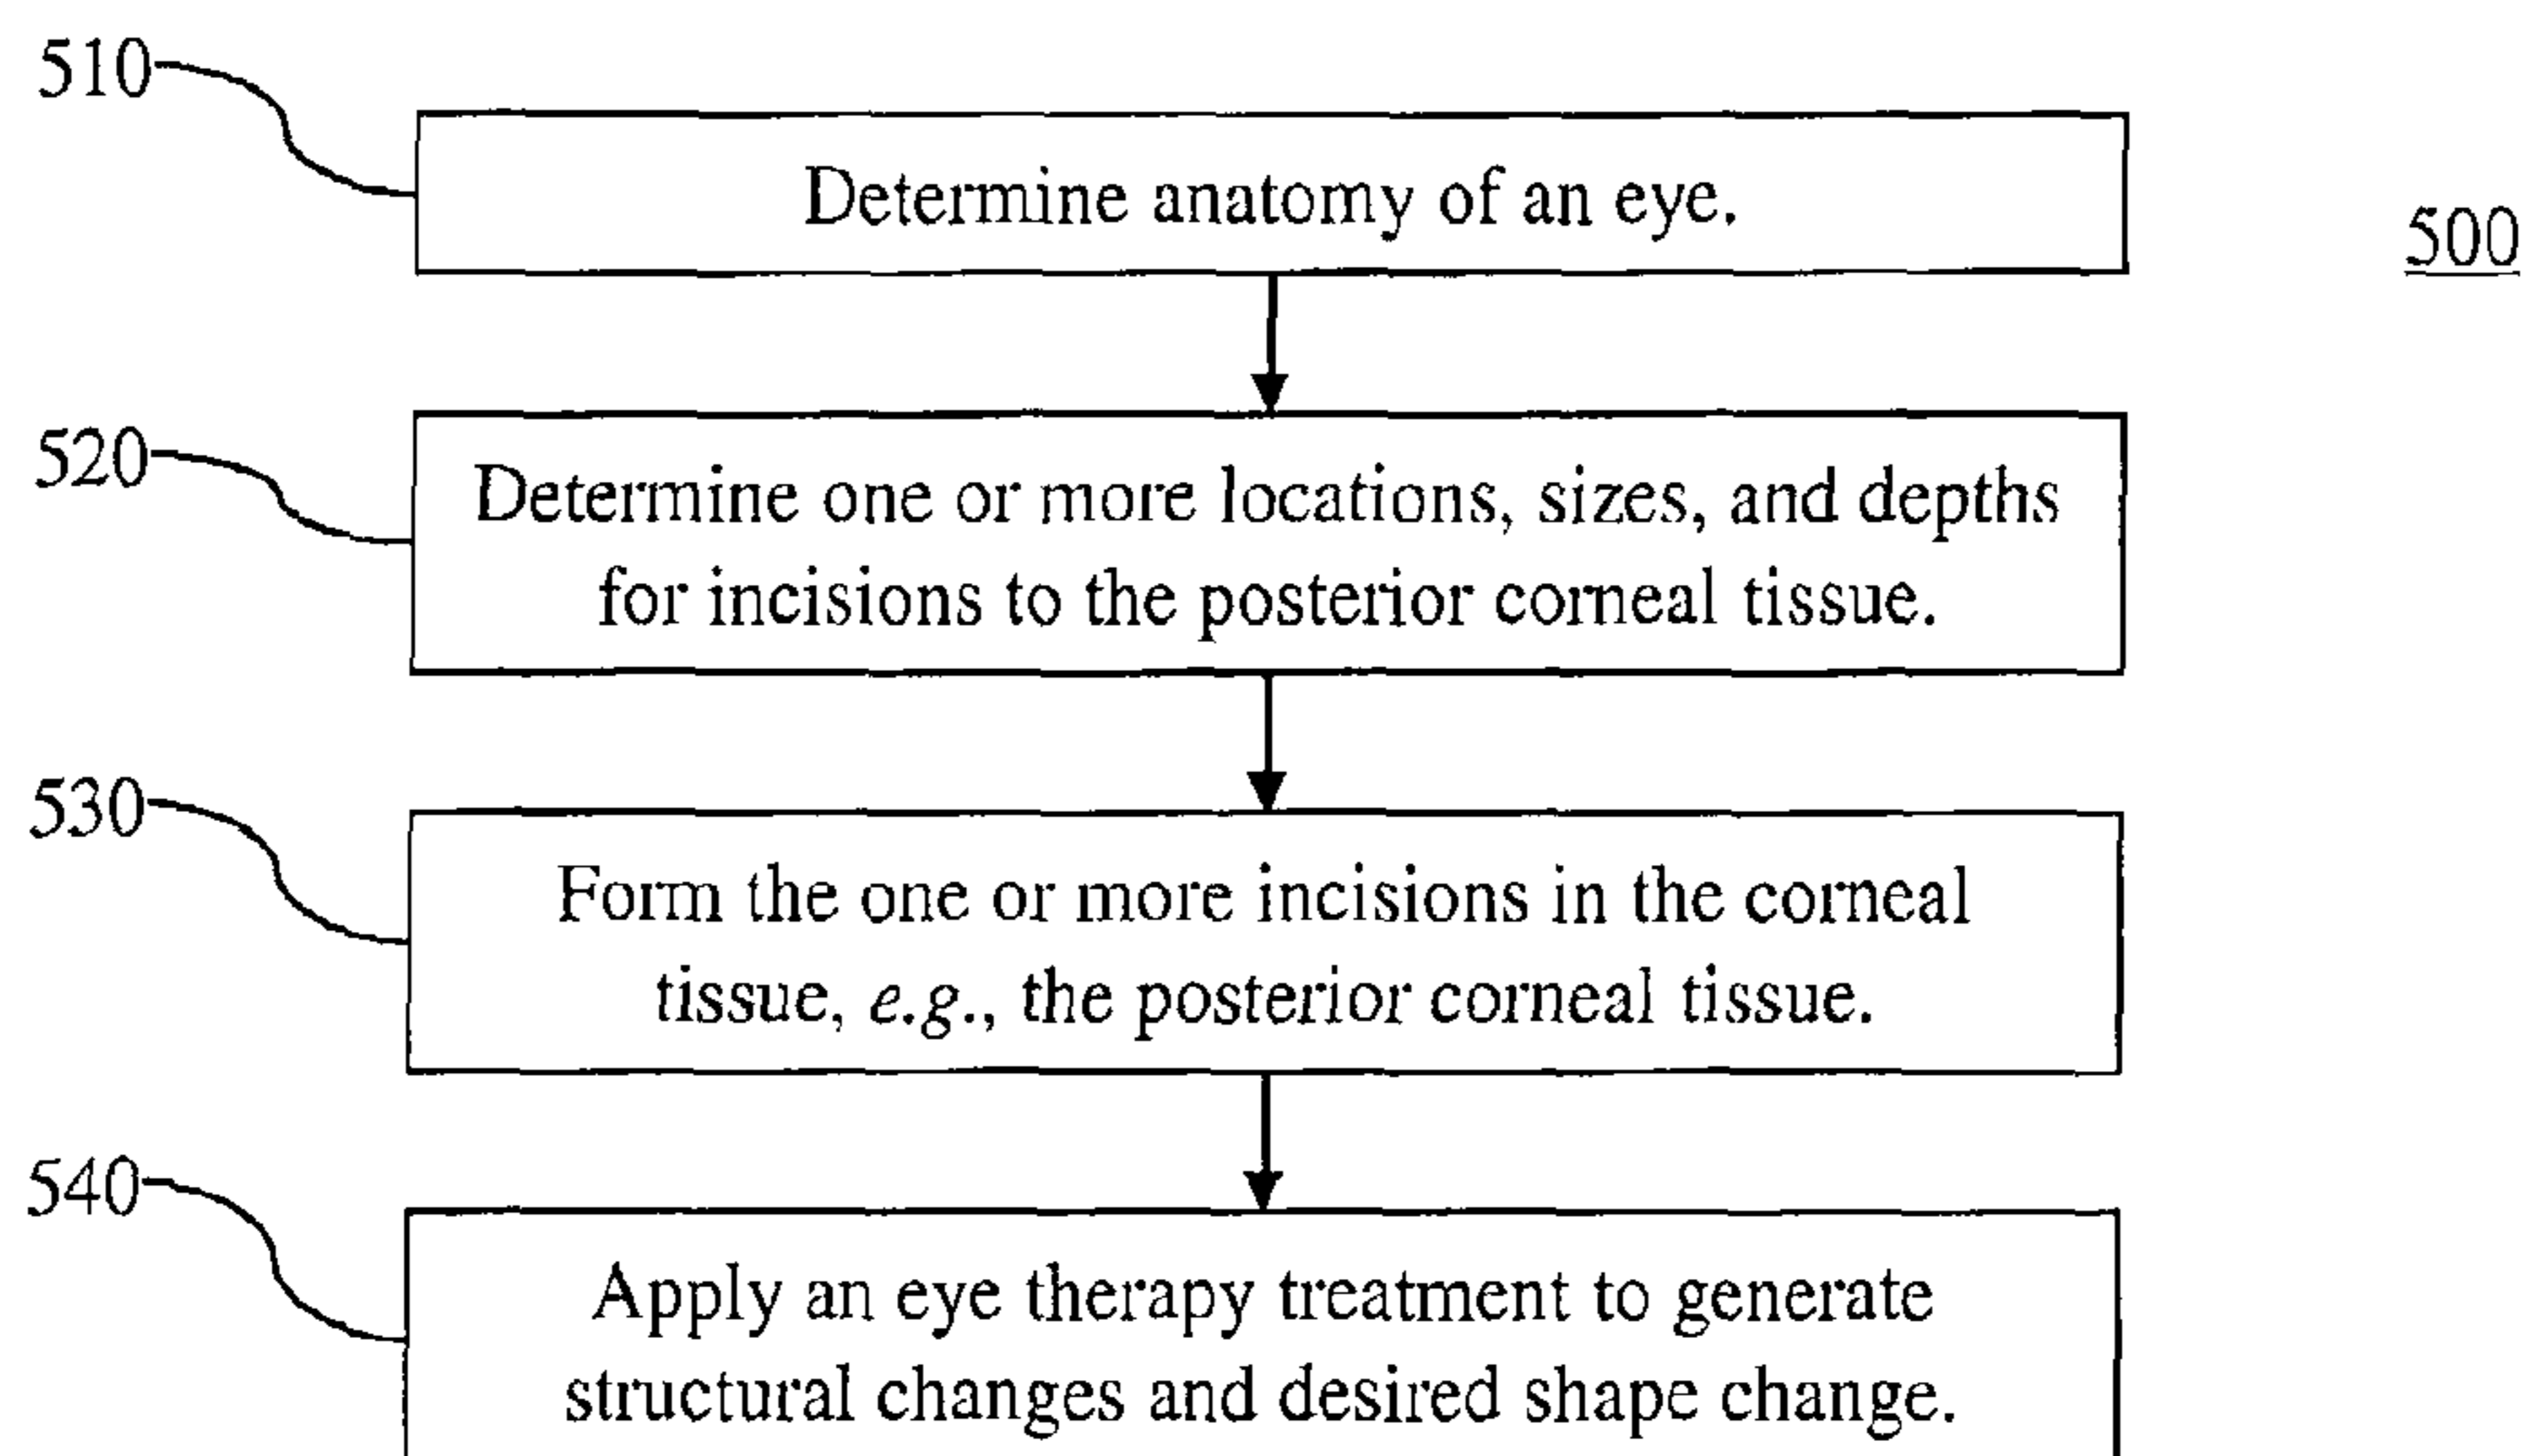 510
Determine anatomy of an eye.
500
520
Determine one or more locations, sizes, and depths
for incisions to the posterior corneal tissue.
530
Form the one or more incisions in the corneal
tissue, e.g., the posterior corneal tissue.
540
Apply an eye therapy treatment to generate
structural changes and desired shape change.